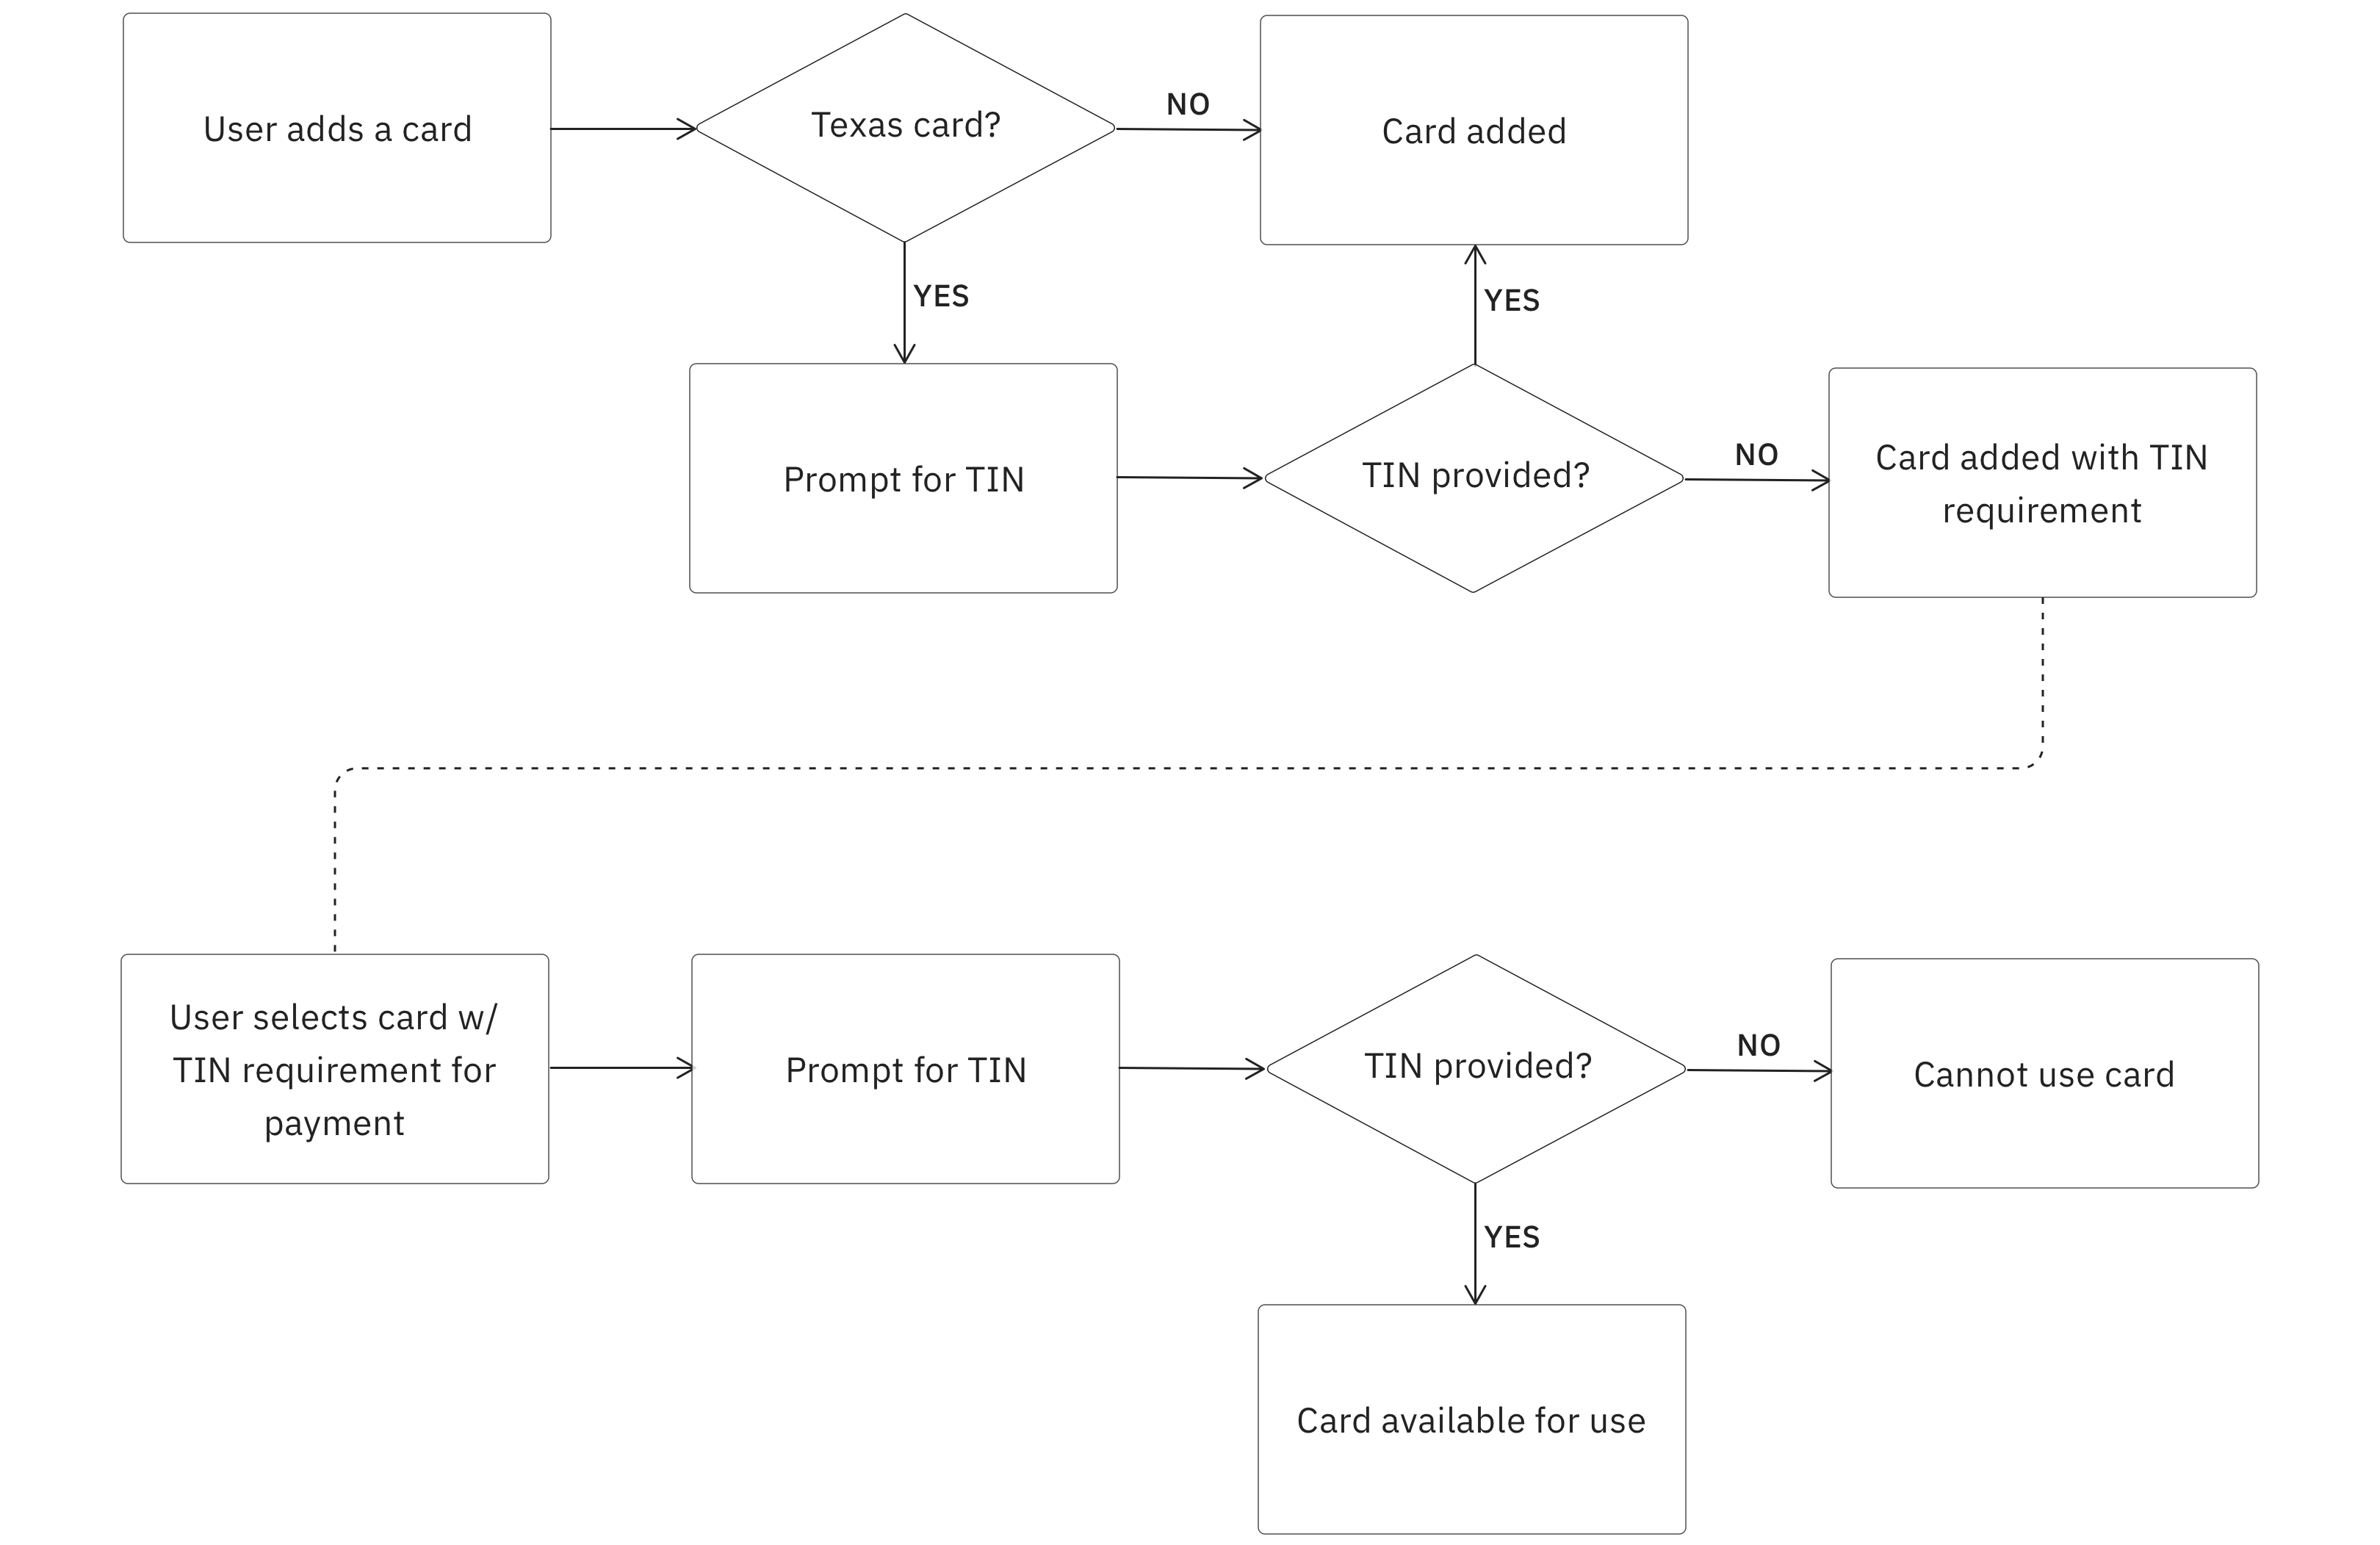 User adds a card
Texas card?
NO
Card added
YES
YES
Prompt for TIN
TIN provided?
NO
Card added with TIN
requirement
User selects card w/
TIN requirement for
payment
Prompt for TIN
TIN provided?
NO
Cannot use card
YES
Card available for use